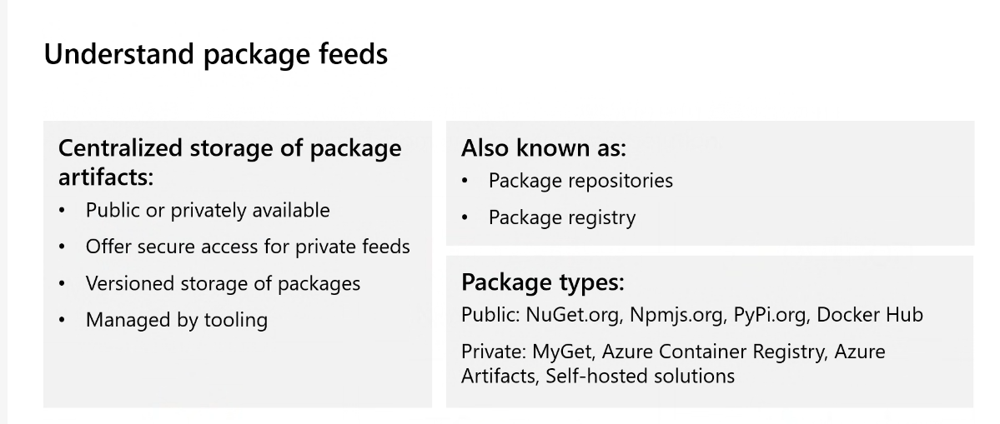 Understand package feeds
Centralized storage of package
artifacts:
• Public or privately available
• Offer secure access for private feeds
• Versioned storage of packages
• Managed by tooling
Also known as:
• Package repositories
• Package registry
Package types:
Public: NuGet.org, Npmjs.org, PyPi.org, Docker Hub
Private: MyGet, Azure Container Registry, Azure
Artifacts, Self-hosted solutions